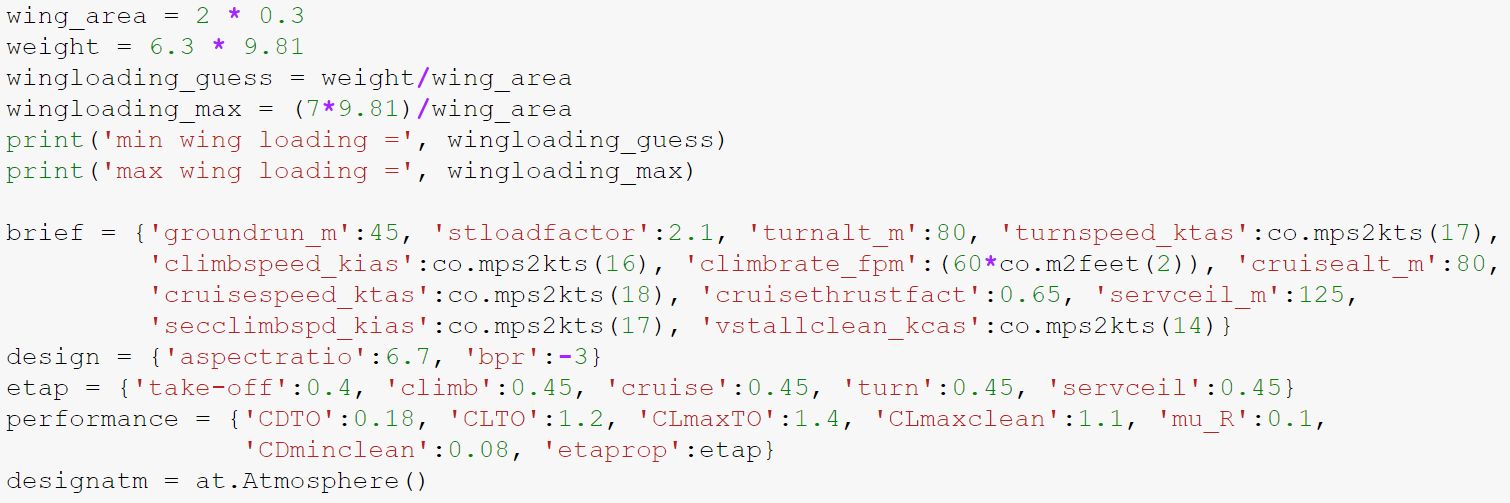 wing_area = 2 * 0.3
weight = 6.3 * 9.81
wingloading_guess = weight/wing_area
wingloading_max = (7*9.81)/wing_area
print('min wing loading =', wingloading_guess)
print('max wing loading =', wingloading_max)

brief = {'groundrun_m':45, 'stloadfactor':2.1, 'turnalt_m':80, 'turnspeed_ktas':co.mps2kts(17),
         'climbspeed_kias':co.mps2kts(16), 'climbrate_fpm':(60*co.m2feet(2)), 'cruisealt_m':80,
         'cruisespeed_ktas':co.mps2kts(18), 'cruisethrustfact':0.65, 'servceil_m':125,
         'secclimbspd_kias':co.mps2kts(17), 'vstallclean_kcas':co.mps2kts(14)}
design = {'aspectratio':6.7, 'bpr':-3}
etap = {'take-off':0.4, 'climb':0.45, 'cruise':0.45, 'turn':0.45, 'servceil':0.45}
performance = {'CDTO':0.18, 'CLTO':1.2, 'CLmaxTO':1.4, 'CLmaxclean':1.1, 'mu_R':0.1,
               'CDminclean':0.08, 'etaprop':etap}
designatm = at.Atmosphere()